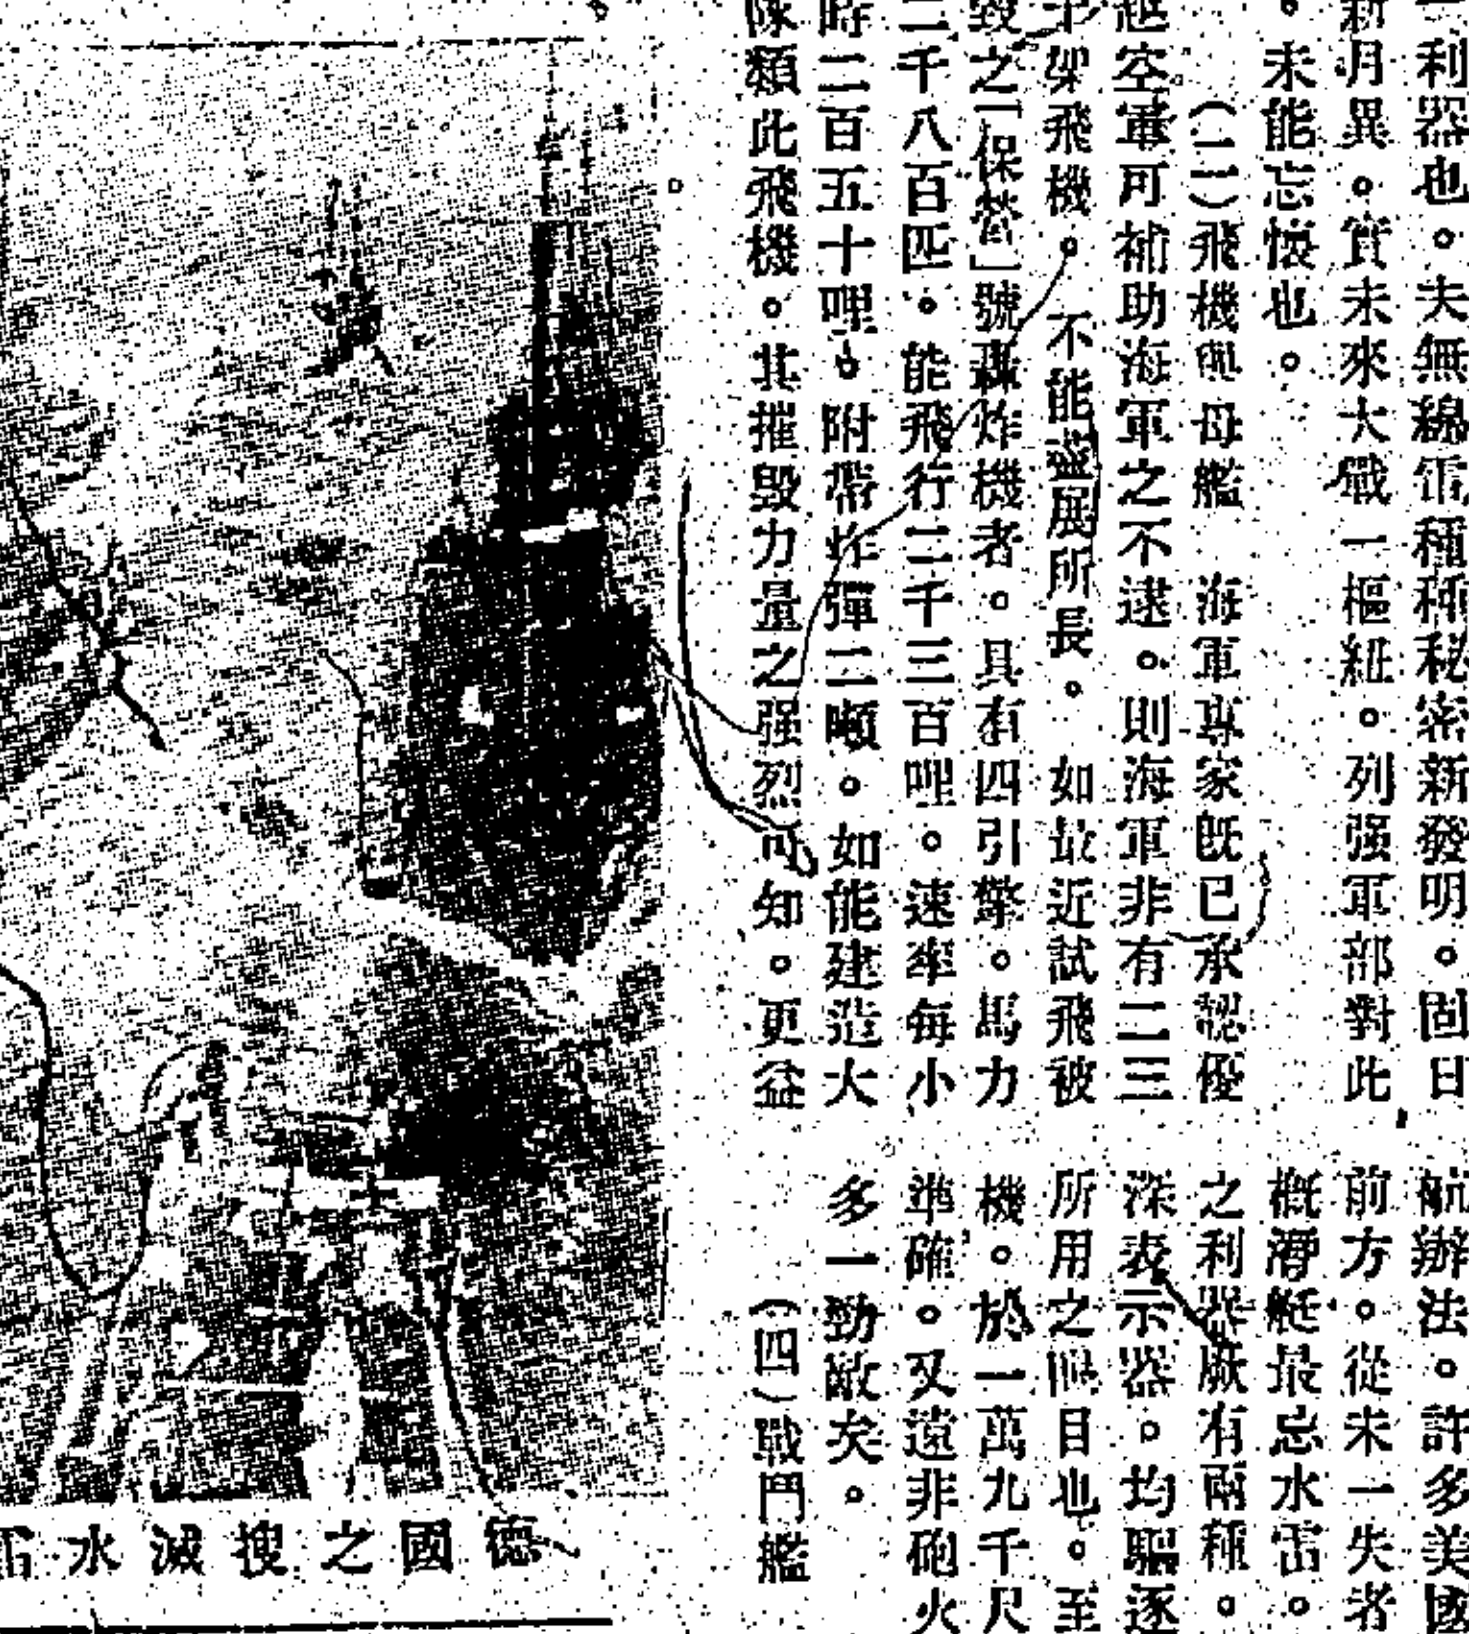 利器也。夫無線電種種秘密新發明。固日
新月異。實未來大戰一樞紐。列强軍部對此
。未能忘懷也。
(二)飛機與母艦 海軍專家既已承認優
越空軍可補助海軍之不逮。則海軍非有二三
架飛機。不能盡展所長。如最近試飛被
毀之「保營」號轟炸機者。具有四引擎。馬力
二千八百匹。能飛行二千三百哩。速率每小
時二百五十哩。附帶炸彈二噸。如能建造大
隊類此飛機。其摧毀力量之强烈可知。更益
航辦法。許多美國
前方。從未一失者
概潛艇最忌水雷。
之利器厥有兩種。
深表示器。均驅逐
所用之 目也。至
機。於一萬九千尺
準確。又遠非砲火
多一勁敵矣。
(四)戰鬥艦
德國之搜滅水雷